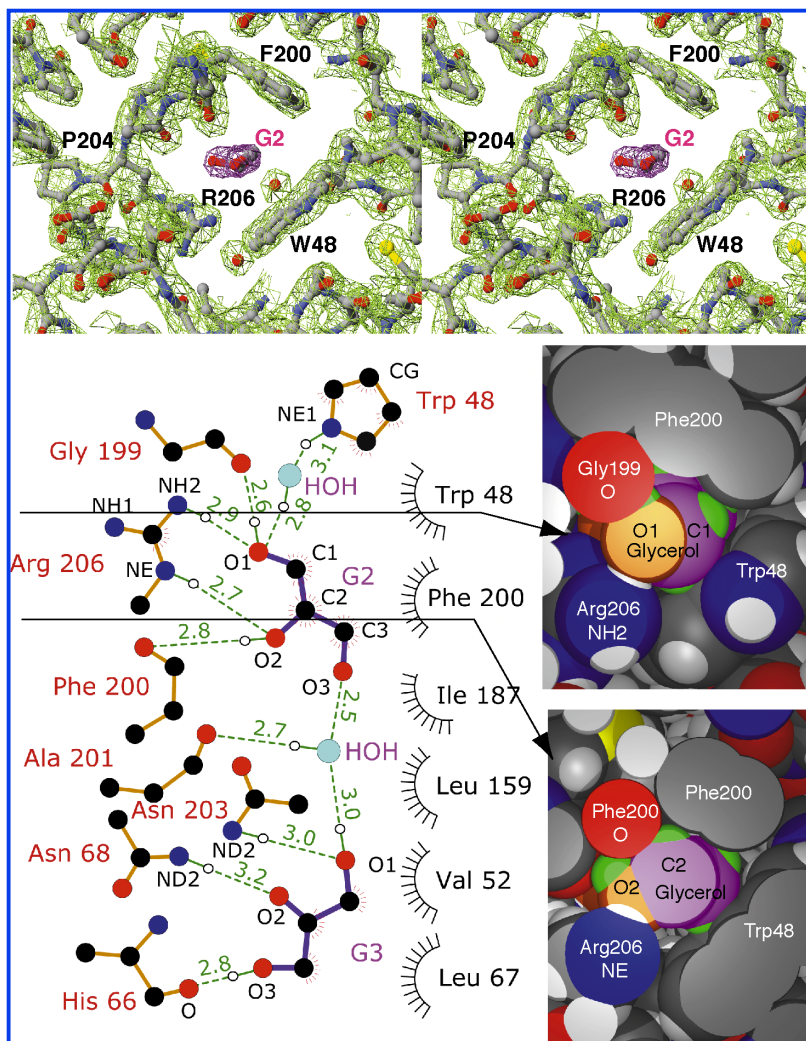 F200
P204
G2
R206
W48
F200
P204
G2
R206
W48
CG
NE1
Trp 48
Gly 199
3.1
HOH
NH2
2.6
2.8
2.9
NH1
O1
C1
Arg 206
NE
G2
2.7
C2
C3
2.8
O2
O3
Phe 200
2.5
2.7
HOH
Ala 201
Asn 203
3.0
Asn 68
ND2
3.0
O1
ND2
3.2
O2
G3
2.8
O3
His 66
O
Trp 48
Phe 200
Ile 187
Leu 159
Val 52
Leu 67
Phe200
Gly199
O
O1
C1
Glycerol
Trp48
Arg206
NH2
Phe200
Phe200
O
C2
O2
Glycerol
Trp48
Arg206
NE